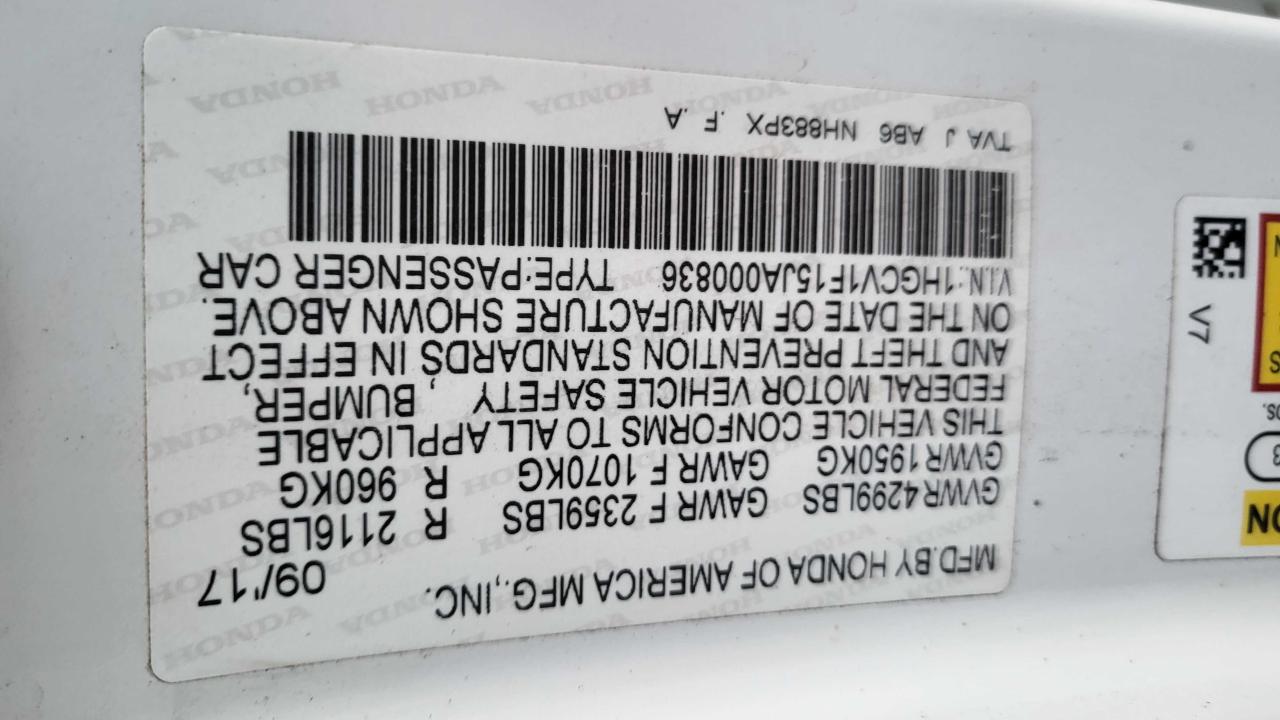 MFD.BY HONDA OF AMERICA MFG.,INC. 09/'17
GVWR 4299LBS GAWR F 2359LBS R 2116LBS
GVWR 1950KG GAWR F 1070KG R 960KG
THIS VEHICLE CONFORMS TO ALL APPLICABLE
FEDERAL MOTOR VEHICLE SAFETY , BUMPER,
AND THEFT PREVENTION STANDARDS IN EFFECT
ON THE DATE OF MANUFACTURE SHOWN ABOVE.
V.I.N.:1HGCV1F15JA000836 TYPE:PASSENGER CAR
TVA J AB6 NH883PX .F .A
HONDA
V7